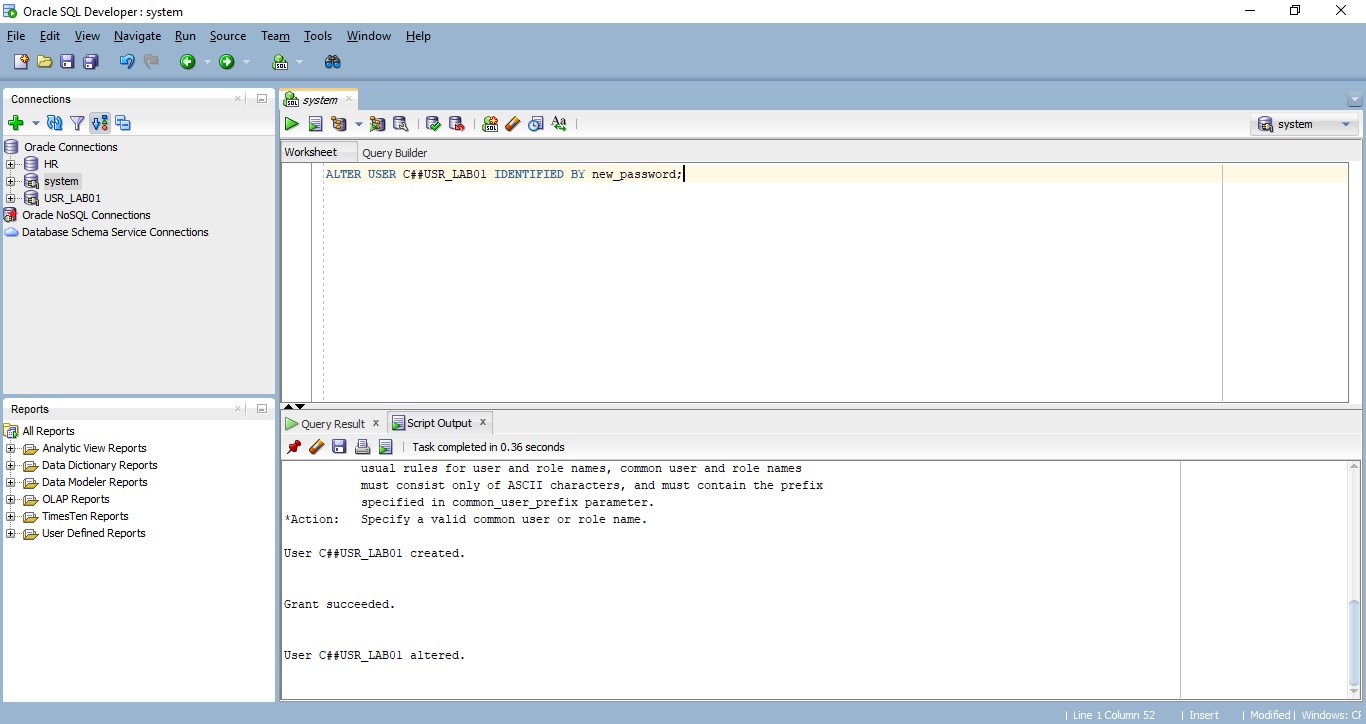 Oracle SQL Developer : system
File Edit View Navigate Run Source Team Tools Window Help
Connections
Oracle Connections
HR
system
USR_LAB01
Oracle NoSQL Connections
Database Schema Service Connections
Reports
All Reports
Analytic View Reports
Data Dictionary Reports
Data Modeler Reports
OLAP Reports
TimesTen Reports
User Defined Reports
system
system
Worksheet Query Builder
ALTER USER C##USR_LAB01 IDENTIFIED BY new_password;
Query Result Script Output
Task completed in 0.36 seconds
usual rules for user and role names, common user and role names
must consist only of ASCII characters, and must contain the prefix
specified in common_user_prefix parameter.
*Action: Specify a valid common user or role name.
User C##USR_LAB01 created.
Grant succeeded.
User C##USR_LAB01 altered.
| Line 1 Column 52 | Insert | Modified | Windows: CR